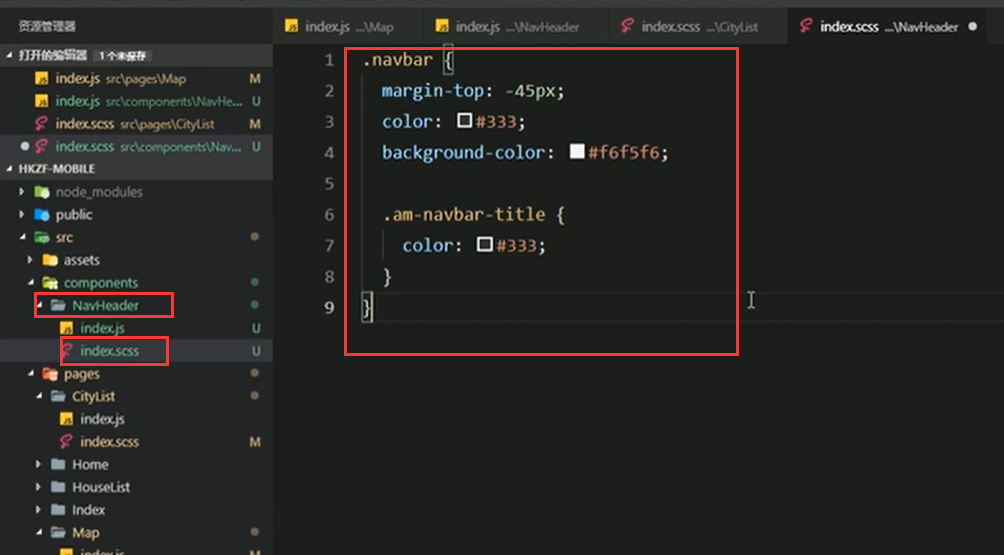 资源管理器
打开的编辑器 1 个未保存
index.js src\pages\Map M
index.js src\components\NavHe... U
index.scss src\pages\CityList M
index.scss src\components\Nav... U
HKZF-MOBILE
node_modules
public
src
assets
components
NavHeader
index.js U
index.scss U
pages
CityList
index.js
index.scss M
Home
HouseList
Index
Map
index.js M
index.js ...\Map
index.js ...\NavHeader
index.scss ...\CityList
index.scss ...\NavHeader
1 .navbar {
2 margin-top: -45px;
3 color: #333;
4 background-color: #f6f5f6;
5
6 .am-navbar-title {
7 color: #333;
8 }
9 }